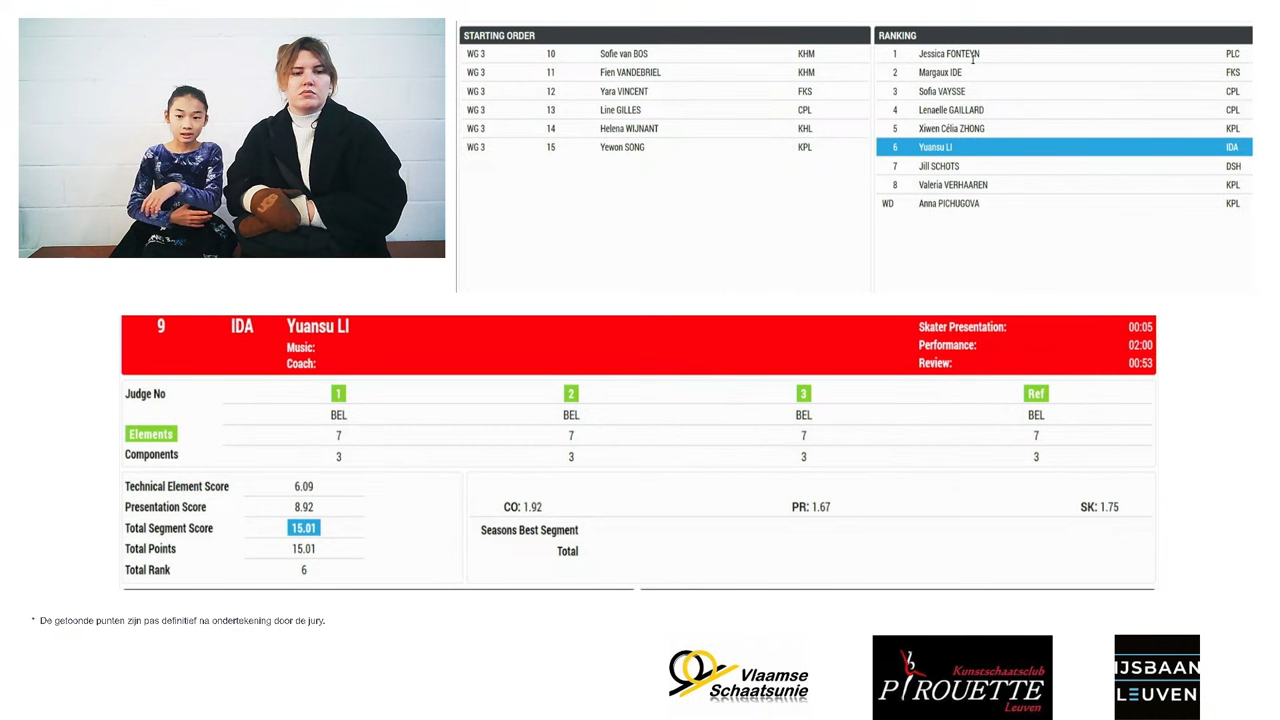 STARTING ORDER
WG 3 10 Sofie van BOS KHM
WG 3 11 Fien VANDEBRIEL KHM
WG 3 12 Yara VINCENT FKS
WG 3 13 Line GILLES CPL
WG 3 14 Helena WIJNANT KHL
WG 3 15 Yewon SONG KPL
RANKING
1 Jessica FONTEYN PLC
2 Margaux IDE FKS
3 Sofia VAYSSE CPL
4 Lenaelle GAILLARD CPL
5 Xiwen Célia ZHONG KPL
6 Yuansu LI IDA
7 Jill SCHOTS DSH
8 Valeria VERHAAREN KPL
WD Anna PICHUGOVA KPL
UGG
9 IDA Yuansu LI
Music:
Coach:
Skater Presentation: 00:05
Performance: 02:00
Review: 00:53
Judge No 1 2 3 Ref
BEL BEL BEL BEL
Elements 7 7 7 7
Components 3 3 3 3
Technical Element Score 6.09
Presentation Score 8.92
Total Segment Score 15.01
Total Points 15.01
Total Rank 6
CO: 1.92 PR: 1.67 SK: 1.75
Seasons Best Segment
Total
* De getoonde punten zijn pas definitief na ondertekening door de jury.
Vlaamse
Schaatsunie
Kunstschaatsclub
PIROUETTE
Leuven
IJSBAAN
LEUVEN